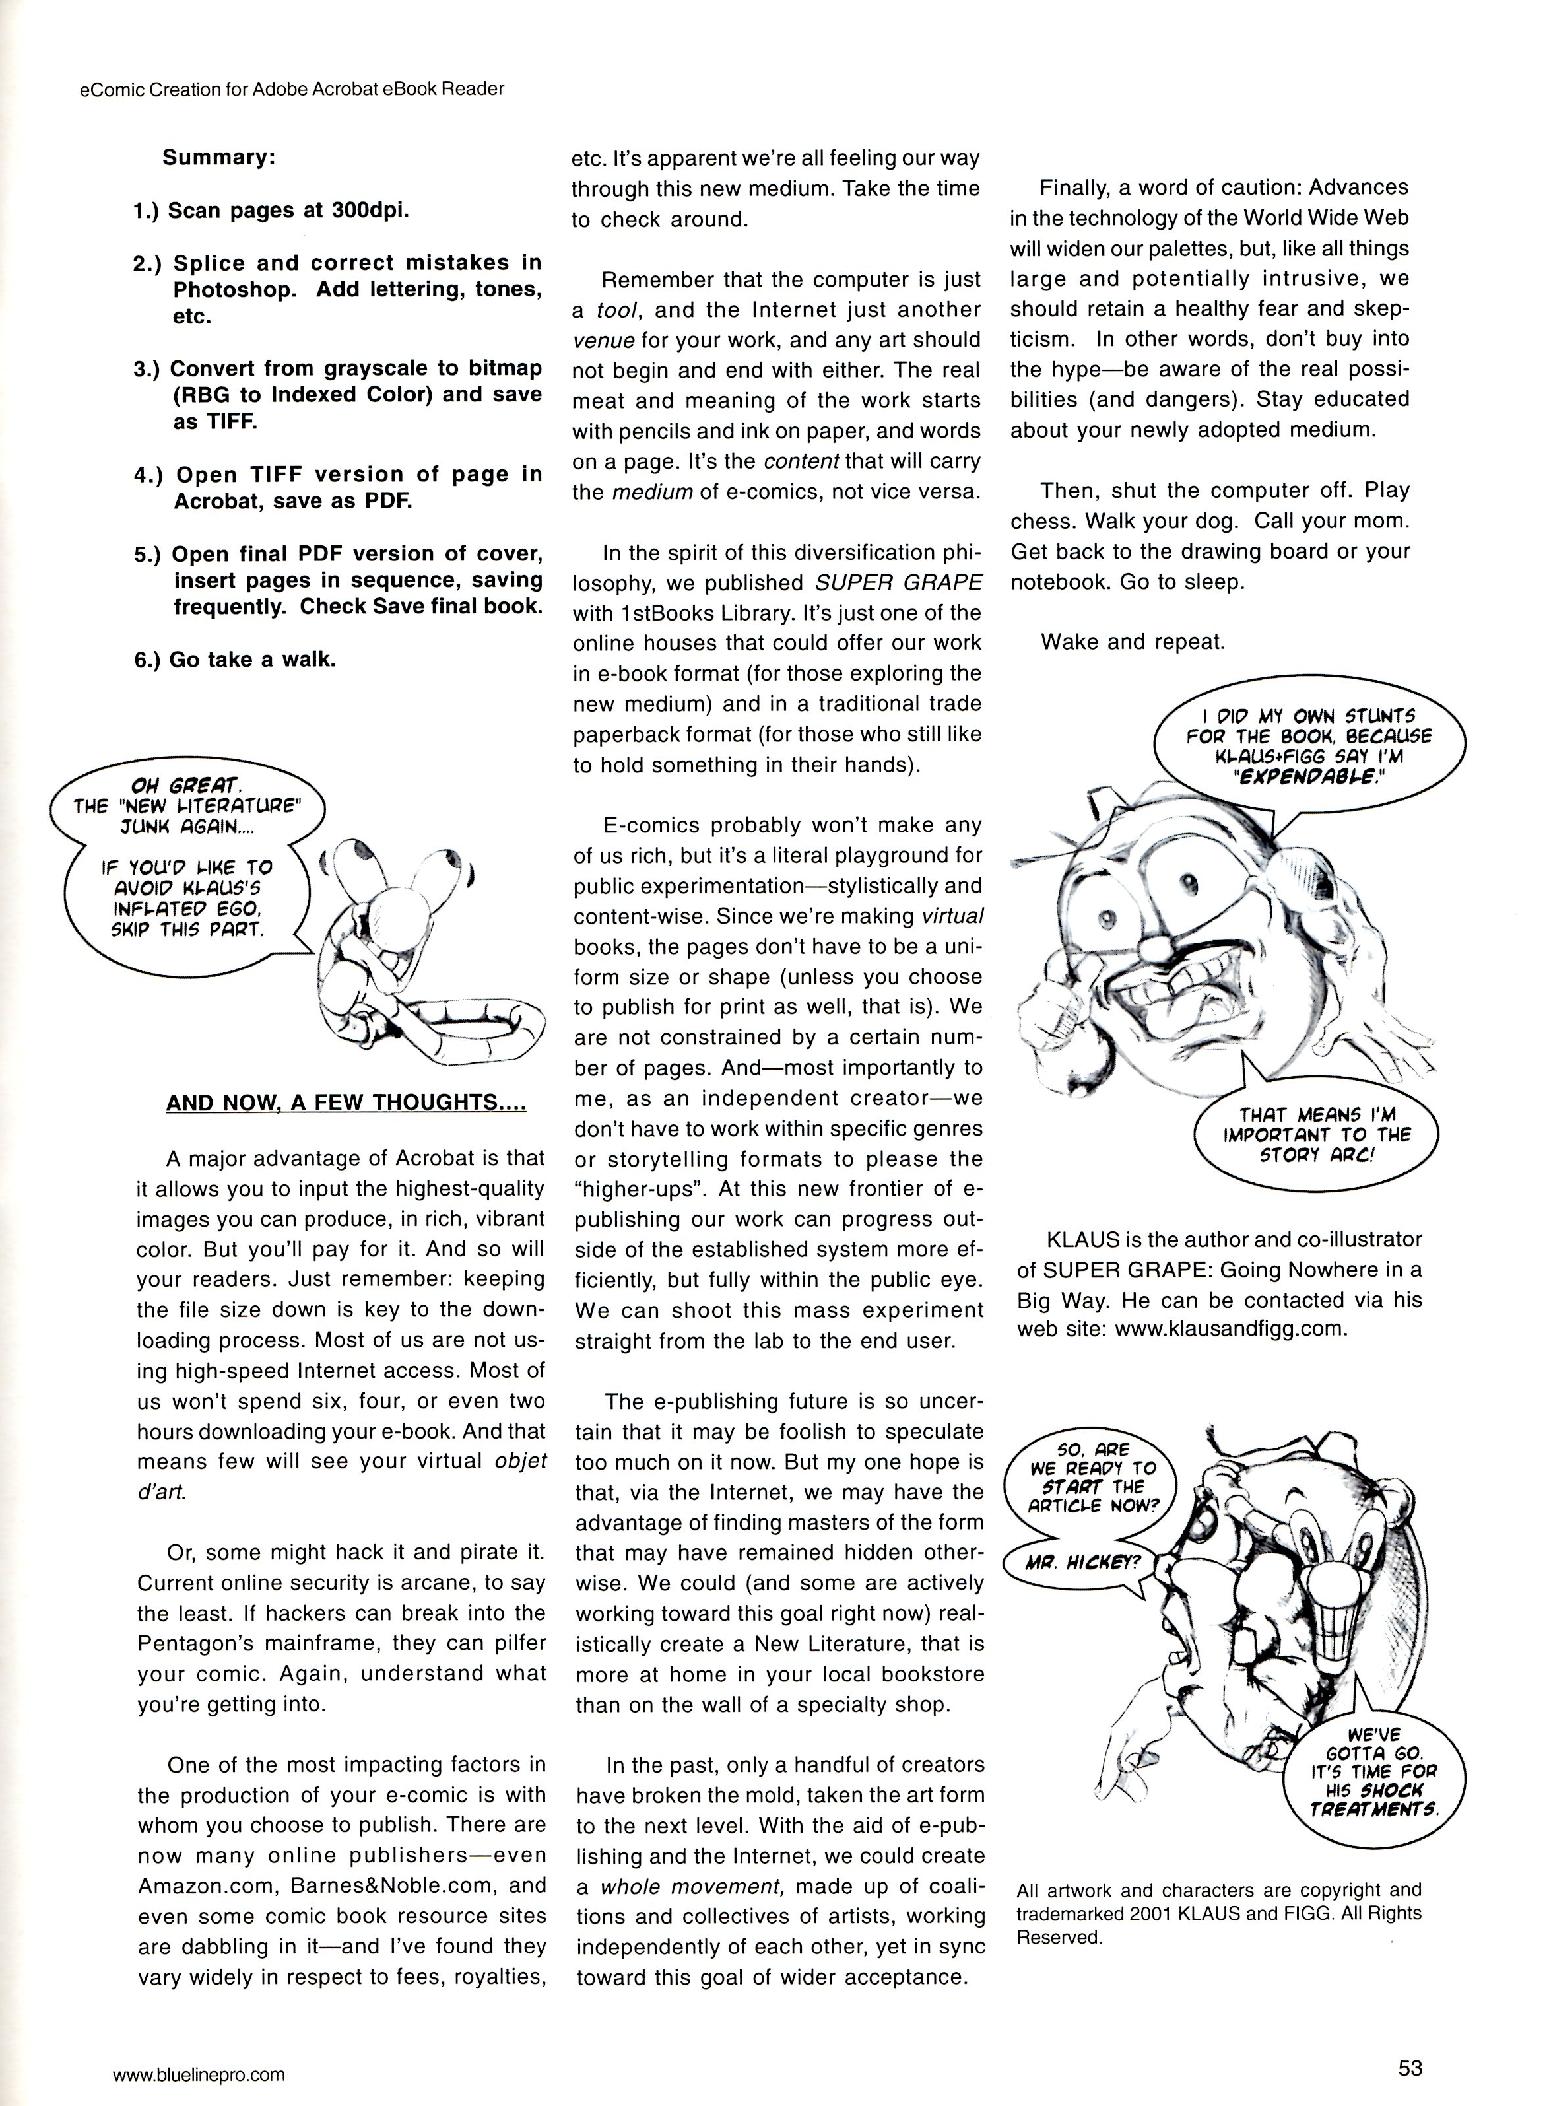 eComic Creation for Adobe Acrobat eBook Reader
Summary:
1.) Scan pages at 300dpi.
2.) Splice and correct mistakes in
Photoshop. Add lettering, tones,
etc.
3.) Convert from grayscale to bitmap
(RBG to Indexed Color) and save
as TIFF.
4.) Open TIFF version of page in
Acrobat, save as PDF.
5.) Open final PDF version of cover,
insert pages in sequence, saving
frequently. Check Save final book.
6.) Go take a walk.
OH GREAT.
THE "NEW LITERATURE"
JUNK AGAIN....
IF YOU'D LIKE TO
AVOID KLAUS'S
INFLATED EGO,
SKIP THIS PART.
AND NOW, A FEW THOUGHTS....
A major advantage of Acrobat is that
it allows you to input the highest-quality
images you can produce, in rich, vibrant
color. But you'll pay for it. And so will
your readers. Just remember: keeping
the file size down is key to the down-
loading process. Most of us are not us-
ing high-speed Internet access. Most of
us won't spend six, four, or even two
hours downloading your e-book. And that
means few will see your virtual objet
d'art.
Or, some might hack it and pirate it.
Current online security is arcane, to say
the least. If hackers can break into the
Pentagon's mainframe, they can pilfer
your comic. Again, understand what
you're getting into.
One of the most impacting factors in
the production of your e-comic is with
whom you choose to publish. There are
now many online publishers—even
Amazon.com, Barnes&Noble.com, and
even some comic book resource sites
are dabbling in it—and I've found they
vary widely in respect to fees, royalties,
etc. It's apparent we're all feeling our way
through this new medium. Take the time
to check around.
Remember that the computer is just
a tool, and the Internet just another
venue for your work, and any art should
not begin and end with either. The real
meat and meaning of the work starts
with pencils and ink on paper, and words
on a page. It's the content that will carry
the medium of e-comics, not vice versa.
In the spirit of this diversification phi-
losophy, we published SUPER GRAPE
with 1stBooks Library. It's just one of the
online houses that could offer our work
in e-book format (for those exploring the
new medium) and in a traditional trade
paperback format (for those who still like
to hold something in their hands).
E-comics probably won't make any
of us rich, but it's a literal playground for
public experimentation—stylistically and
content-wise. Since we're making virtual
books, the pages don't have to be a uni-
form size or shape (unless you choose
to publish for print as well, that is). We
are not constrained by a certain num-
ber of pages. And—most importantly to
me, as an independent creator—we
don't have to work within specific genres
or storytelling formats to please the
"higher-ups". At this new frontier of e-
publishing our work can progress out-
side of the established system more ef-
ficiently, but fully within the public eye.
We can shoot this mass experiment
straight from the lab to the end user.
The e-publishing future is so uncer-
tain that it may be foolish to speculate
too much on it now. But my one hope is
that, via the Internet, we may have the
advantage of finding masters of the form
that may have remained hidden other-
wise. We could (and some are actively
working toward this goal right now) real-
istically create a New Literature, that is
more at home in your local bookstore
than on the wall of a specialty shop.
In the past, only a handful of creators
have broken the mold, taken the art form
to the next level. With the aid of e-pub-
lishing and the Internet, we could create
a whole movement, made up of coali-
tions and collectives of artists, working
independently of each other, yet in sync
toward this goal of wider acceptance.
Finally, a word of caution: Advances
in the technology of the World Wide Web
will widen our palettes, but, like all things
large and potentially intrusive, we
should retain a healthy fear and skep-
ticism. In other words, don't buy into
the hype—be aware of the real possi-
bilities (and dangers). Stay educated
about your newly adopted medium.
Then, shut the computer off. Play
chess. Walk your dog. Call your mom.
Get back to the drawing board or your
notebook. Go to sleep.
Wake and repeat.
I DID MY OWN STUNTS
FOR THE BOOK, BECAUSE
KLAUS+FIGG SAY I'M
"EXPENDABLE."
THAT MEANS I'M
IMPORTANT TO THE
STORY ARC!
KLAUS is the author and co-illustrator
of SUPER GRAPE: Going Nowhere in a
Big Way. He can be contacted via his
web site: www.klausandfigg.com.
SO, ARE
WE READY TO
START THE
ARTICLE NOW?
MR. HICKEY?
WE'VE
GOTTA GO.
IT'S TIME FOR
HIS SHOCK
TREATMENTS.
All artwork and characters are copyright and
trademarked 2001 KLAUS and FIGG. All Rights
Reserved.
www.bluelinepro.com
53